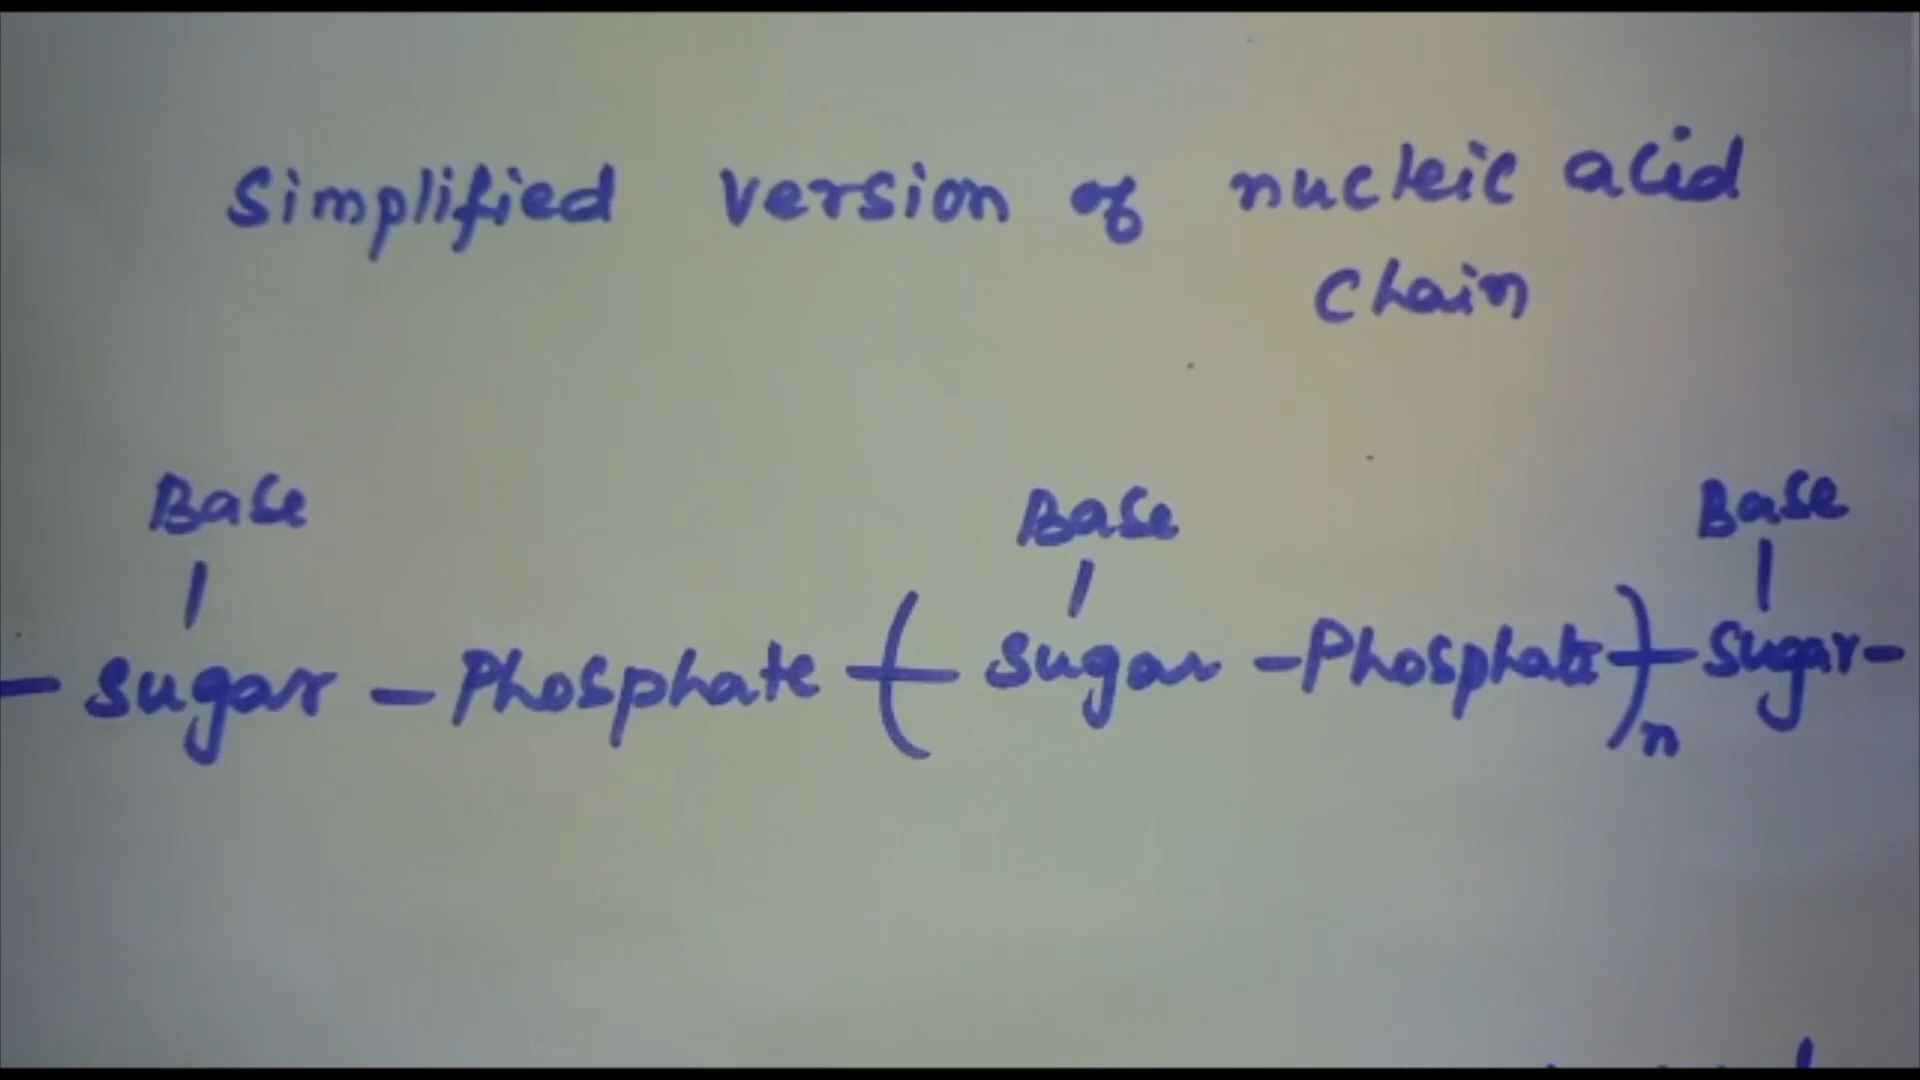 Simplified version of nucleic acid
chain
Base Base Base
| | |
- Sugar - Phosphate -( Sugar - Phosphate )-n Sugar -